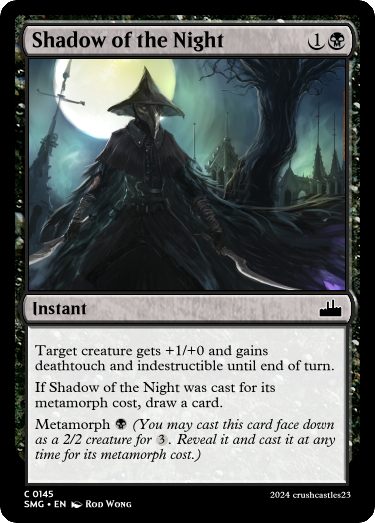 Shadow of the Night 1
Instant
Target creature gets +1/+0 and gains
deathtouch and indestructible until end of turn.
If Shadow of the Night was cast for its
metamorph cost, draw a card.
Metamorph (You may cast this card face down
as a 2/2 creature for 3. Reveal it and cast it at any
time for its metamorph cost.)
C 0145
SMG • EN Rod Wong
2024 crushcastles23